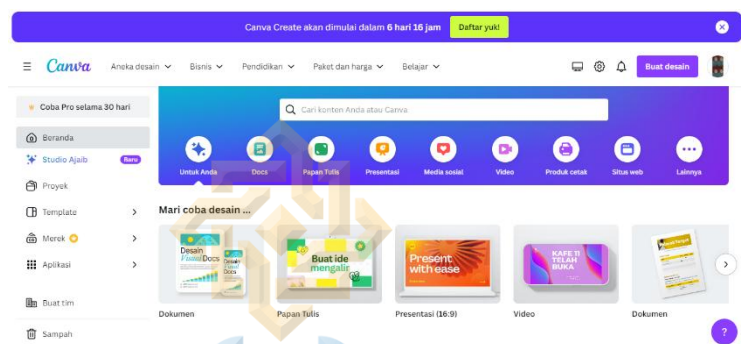 Canva Create akan dimulai dalam 6 hari 16 jam Daftar yuk!
Canva Aneka desain Bisnis Pendidikan Paket dan harga Belajar Buat desain
Coba Pro selama 30 hari
Cari konten Anda atau Canva
Beranda
Studio Ajaib Baru
Proyek
Template
Merek
Aplikasi
Buat tim
Sampah
Untuk Anda Docs Papan Tulis Presentasi Media sosial Video Produk cetak Situs web Lainnya
Mari coba desain ...
Desain
Visual Docs
Desain
Visual
Docs
Buat ide
mengalir
Present
with ease
KAFE TI
TELAH
BUKA
Dokumen Papan Tulis Presentasi (16:9) Video Dokumen
?